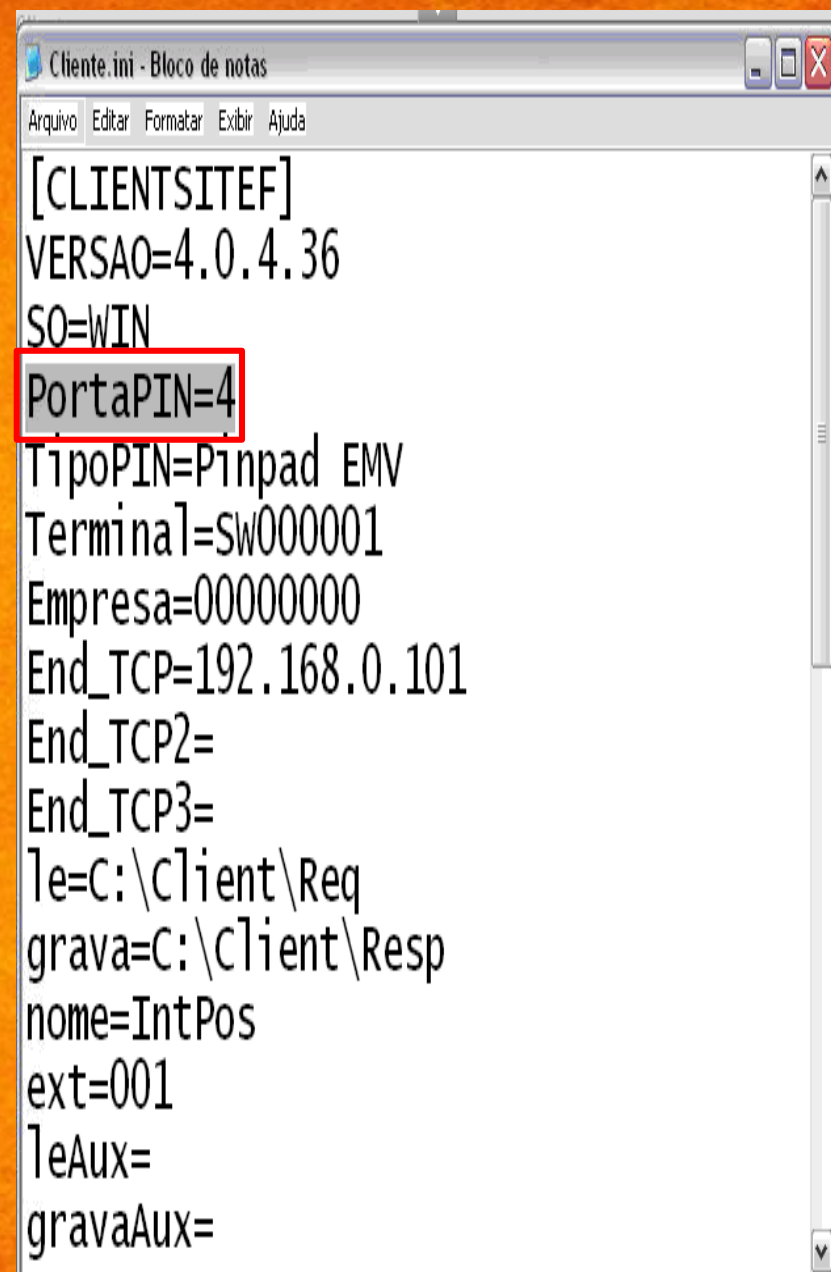 Cliente.ini - Bloco de notas
Arquivo Editar Formatar Exibir Ajuda
[CLIENTSITEF]
VERSAO=4.0.4.36
SO=WIN
PortaPIN=4
TipoPIN=Pinpad EMV
Terminal=SW000001
Empresa=00000000
End_TCP=192.168.0.101
End_TCP2=
End_TCP3=
le=C:\Client\Req
grava=C:\Client\Resp
nome=IntPos
ext=001
leAux=
gravaAux=